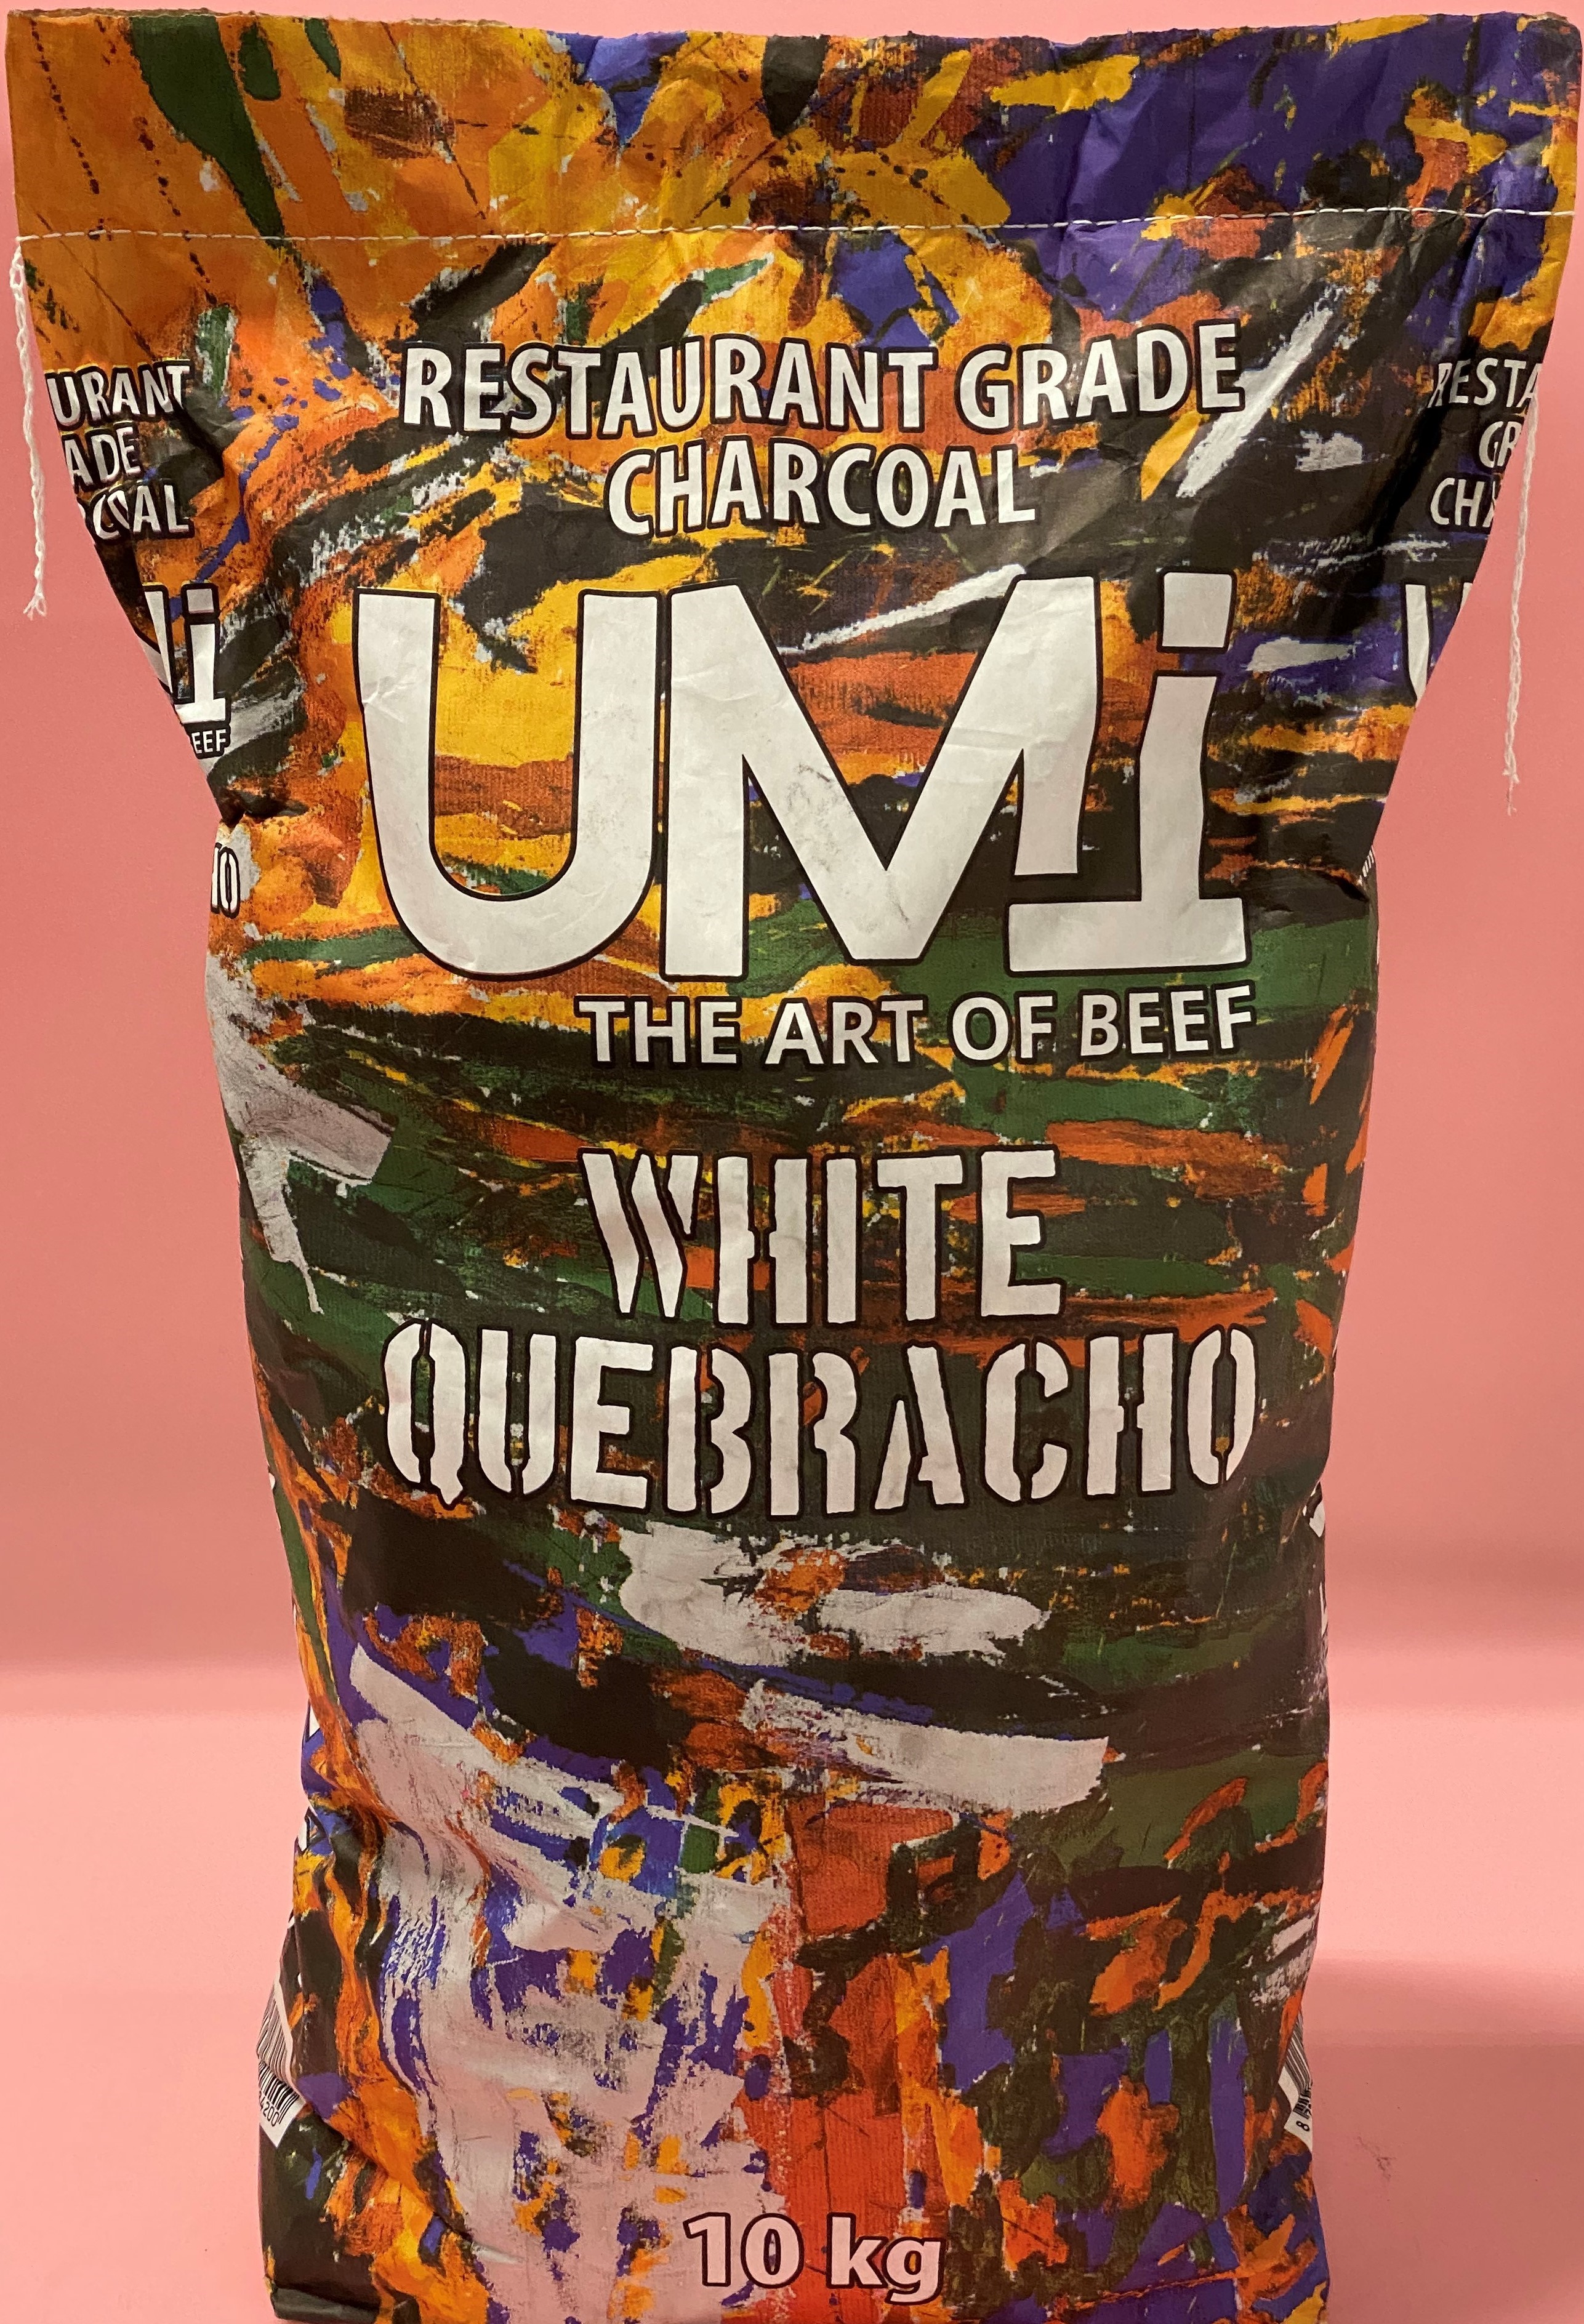 RESTAURANT GRADE
CHARCOAL
UMi
THE ART OF BEEF
WHITE
QUEBRACHO
10 kg